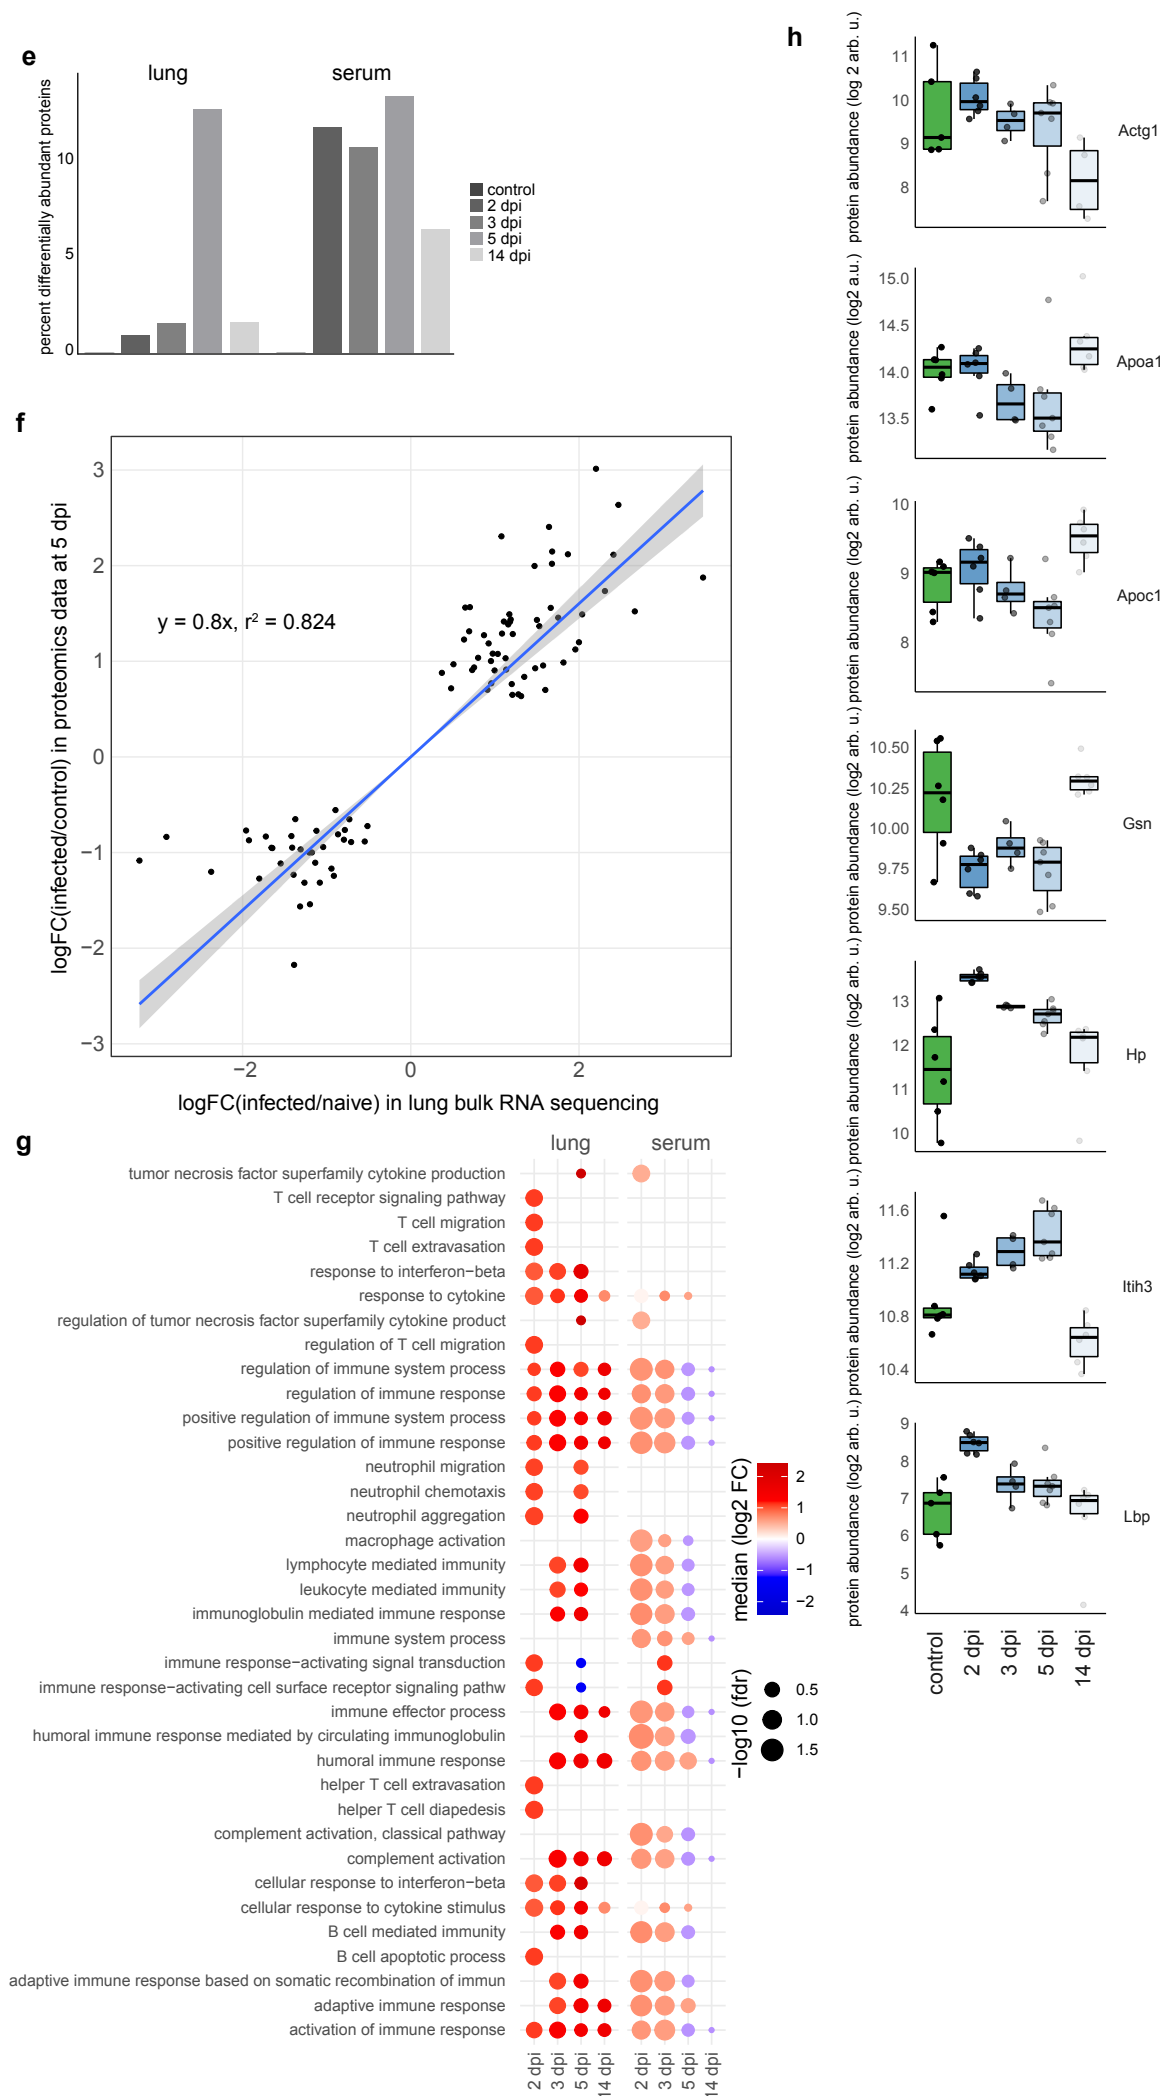 e
lung
serum
percent differentially abundant proteins
10
5
0
control
2 dpi
3 dpi
5 dpi
14 dpi
f
logFC(infected/control) in proteomics data at 5 dpi
3
2
1
0
−1
−2
−3
y = 0.8x, r² = 0.824
−2
0
2
logFC(infected/naive) in lung bulk RNA sequencing
g
lung
serum
tumor necrosis factor superfamily cytokine production
T cell receptor signaling pathway
T cell migration
T cell extravasation
response to interferon−beta
response to cytokine
regulation of tumor necrosis factor superfamily cytokine product
regulation of T cell migration
regulation of immune system process
regulation of immune response
positive regulation of immune system process
positive regulation of immune response
neutrophil migration
neutrophil chemotaxis
neutrophil aggregation
macrophage activation
lymphocyte mediated immunity
leukocyte mediated immunity
immunoglobulin mediated immune response
immune system process
immune response−activating signal transduction
immune response−activating cell surface receptor signaling pathw
immune effector process
humoral immune response mediated by circulating immunoglobulin
humoral immune response
helper T cell extravasation
helper T cell diapedesis
complement activation, classical pathway
complement activation
cellular response to interferon−beta
cellular response to cytokine stimulus
B cell mediated immunity
B cell apoptotic process
adaptive immune response based on somatic recombination of immun
adaptive immune response
activation of immune response
2 dpi
3 dpi
5 dpi
14 dpi
2 dpi
3 dpi
5 dpi
14 dpi
median (log2 FC)
2
1
0
−1
−2
−log10 (fdr)
0.5
1.0
1.5
h
protein abundance (log 2 arb. u.)
11
10
9
8
Actg1
protein abundance (log2 a.u.)
15.0
14.5
14.0
13.5
Apoa1
protein abundance (log2 arb. u.)
10
9
8
Apoc1
protein abundance (log2 arb. u.)
10.50
10.25
10.00
9.75
9.50
Gsn
protein abundance (log2 arb. u.)
13
12
11
10
Hp
protein abundance (log2 arb. u.)
11.6
11.2
10.8
10.4
Itih3
protein abundance (log2 arb. u.)
9
8
7
6
5
4
Lbp
control
2 dpi
3 dpi
5 dpi
14 dpi